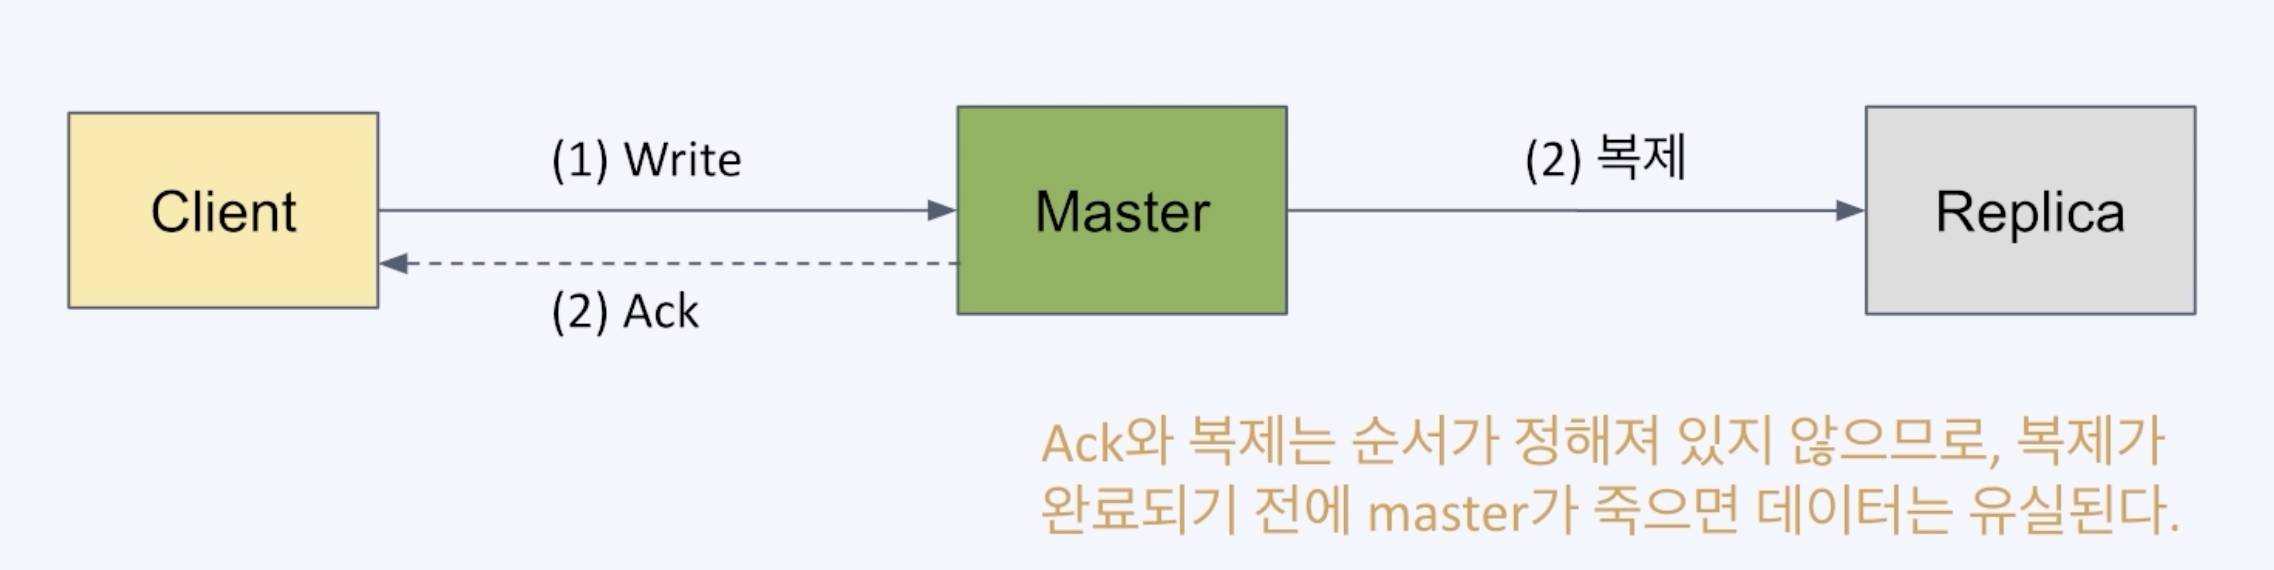 (1) Write
(2) 복제
Client
Master
Replica
(2) Ack
Ack와 복제는 순서가 정해져 있지 않으므로, 복제가
완료되기 전에 master가 죽으면 데이터는 유실된다.